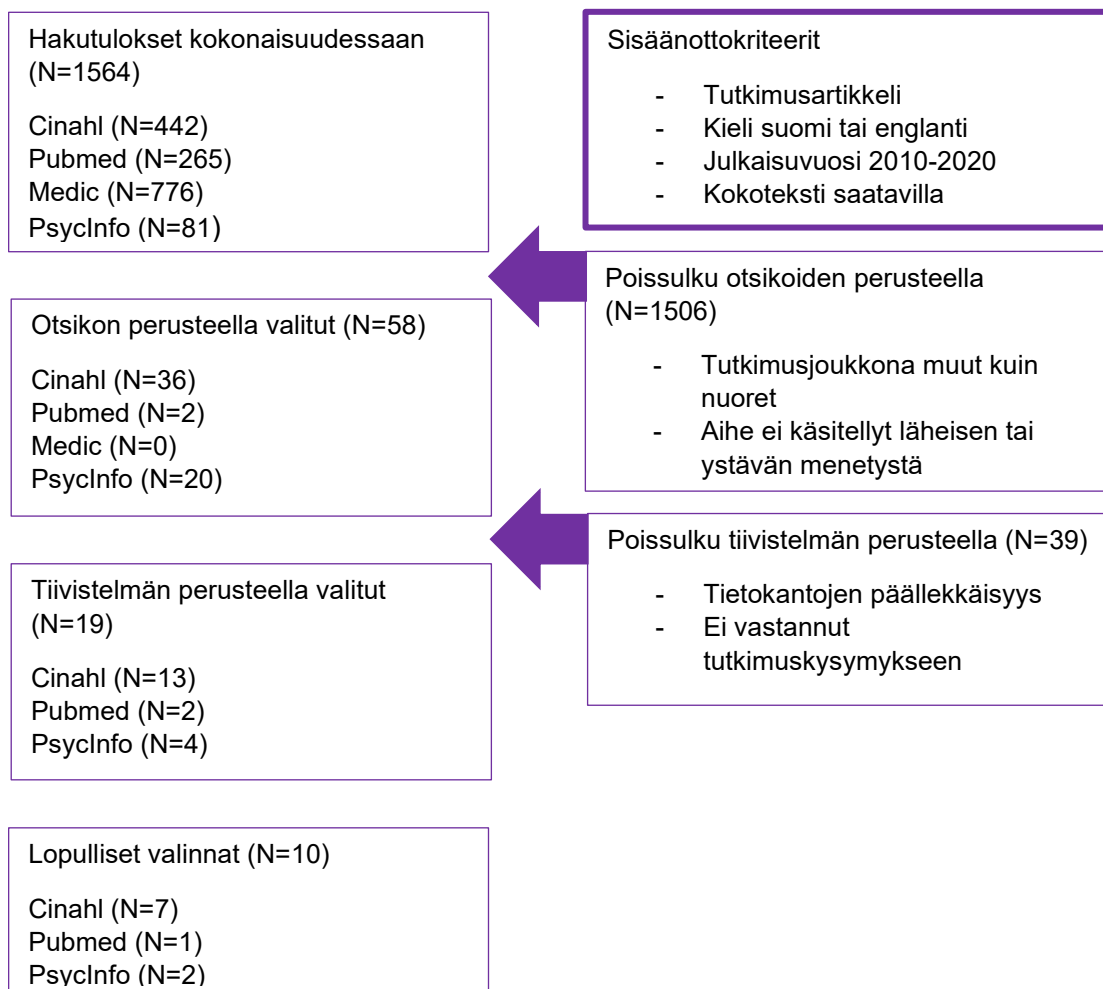 Hakutulokset kokonaisuudessaan
(N=1564)
Cinahl (N=442)
Pubmed (N=265)
Medic (N=776)
PsycInfo (N=81)
Sisäänottokriteerit
- Tutkimusartikkeli
- Kieli suomi tai englanti
- Julkaisuvuosi 2010-2020
- Kokoteksti saatavilla
Poissulku otsikoiden perusteella
(N=1506)
- Tutkimusjoukkona muut kuin
nuoret
- Aihe ei käsitellyt läheisen tai
ystävän menetystä
Otsikon perusteella valitut (N=58)
Cinahl (N=36)
Pubmed (N=2)
Medic (N=0)
PsycInfo (N=20)
Poissulku tiivistelmän perusteella (N=39)
- Tietokantojen päällekkäisyys
- Ei vastannut
tutkimuskysymykseen
Tiivistelmän perusteella valitut
(N=19)
Cinahl (N=13)
Pubmed (N=2)
PsycInfo (N=4)
Lopulliset valinnat (N=10)
Cinahl (N=7)
Pubmed (N=1)
PsycInfo (N=2)